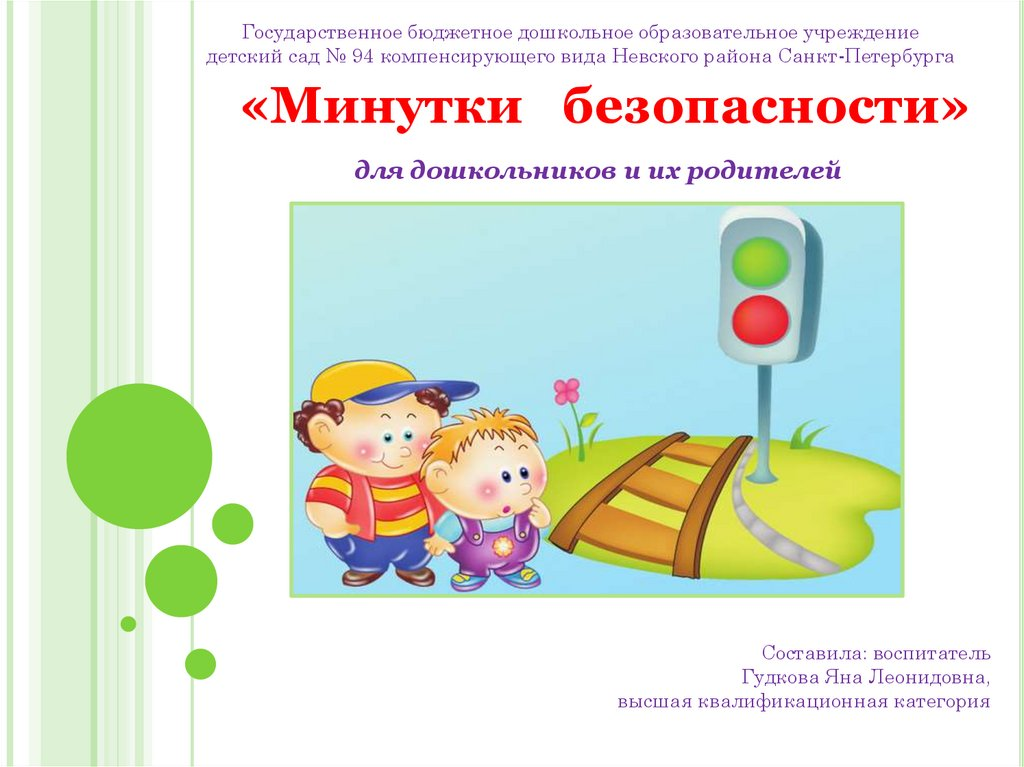 Государственное бюджетное дошкольное образовательное учреждение
детский сад № 94 компенсирующего вида Невского района Санкт-Петербурга
«Минутки безопасности»
для дошкольников и их родителей
Составила: воспитатель
Гудкова Яна Леонидовна,
высшая квалификационная категория